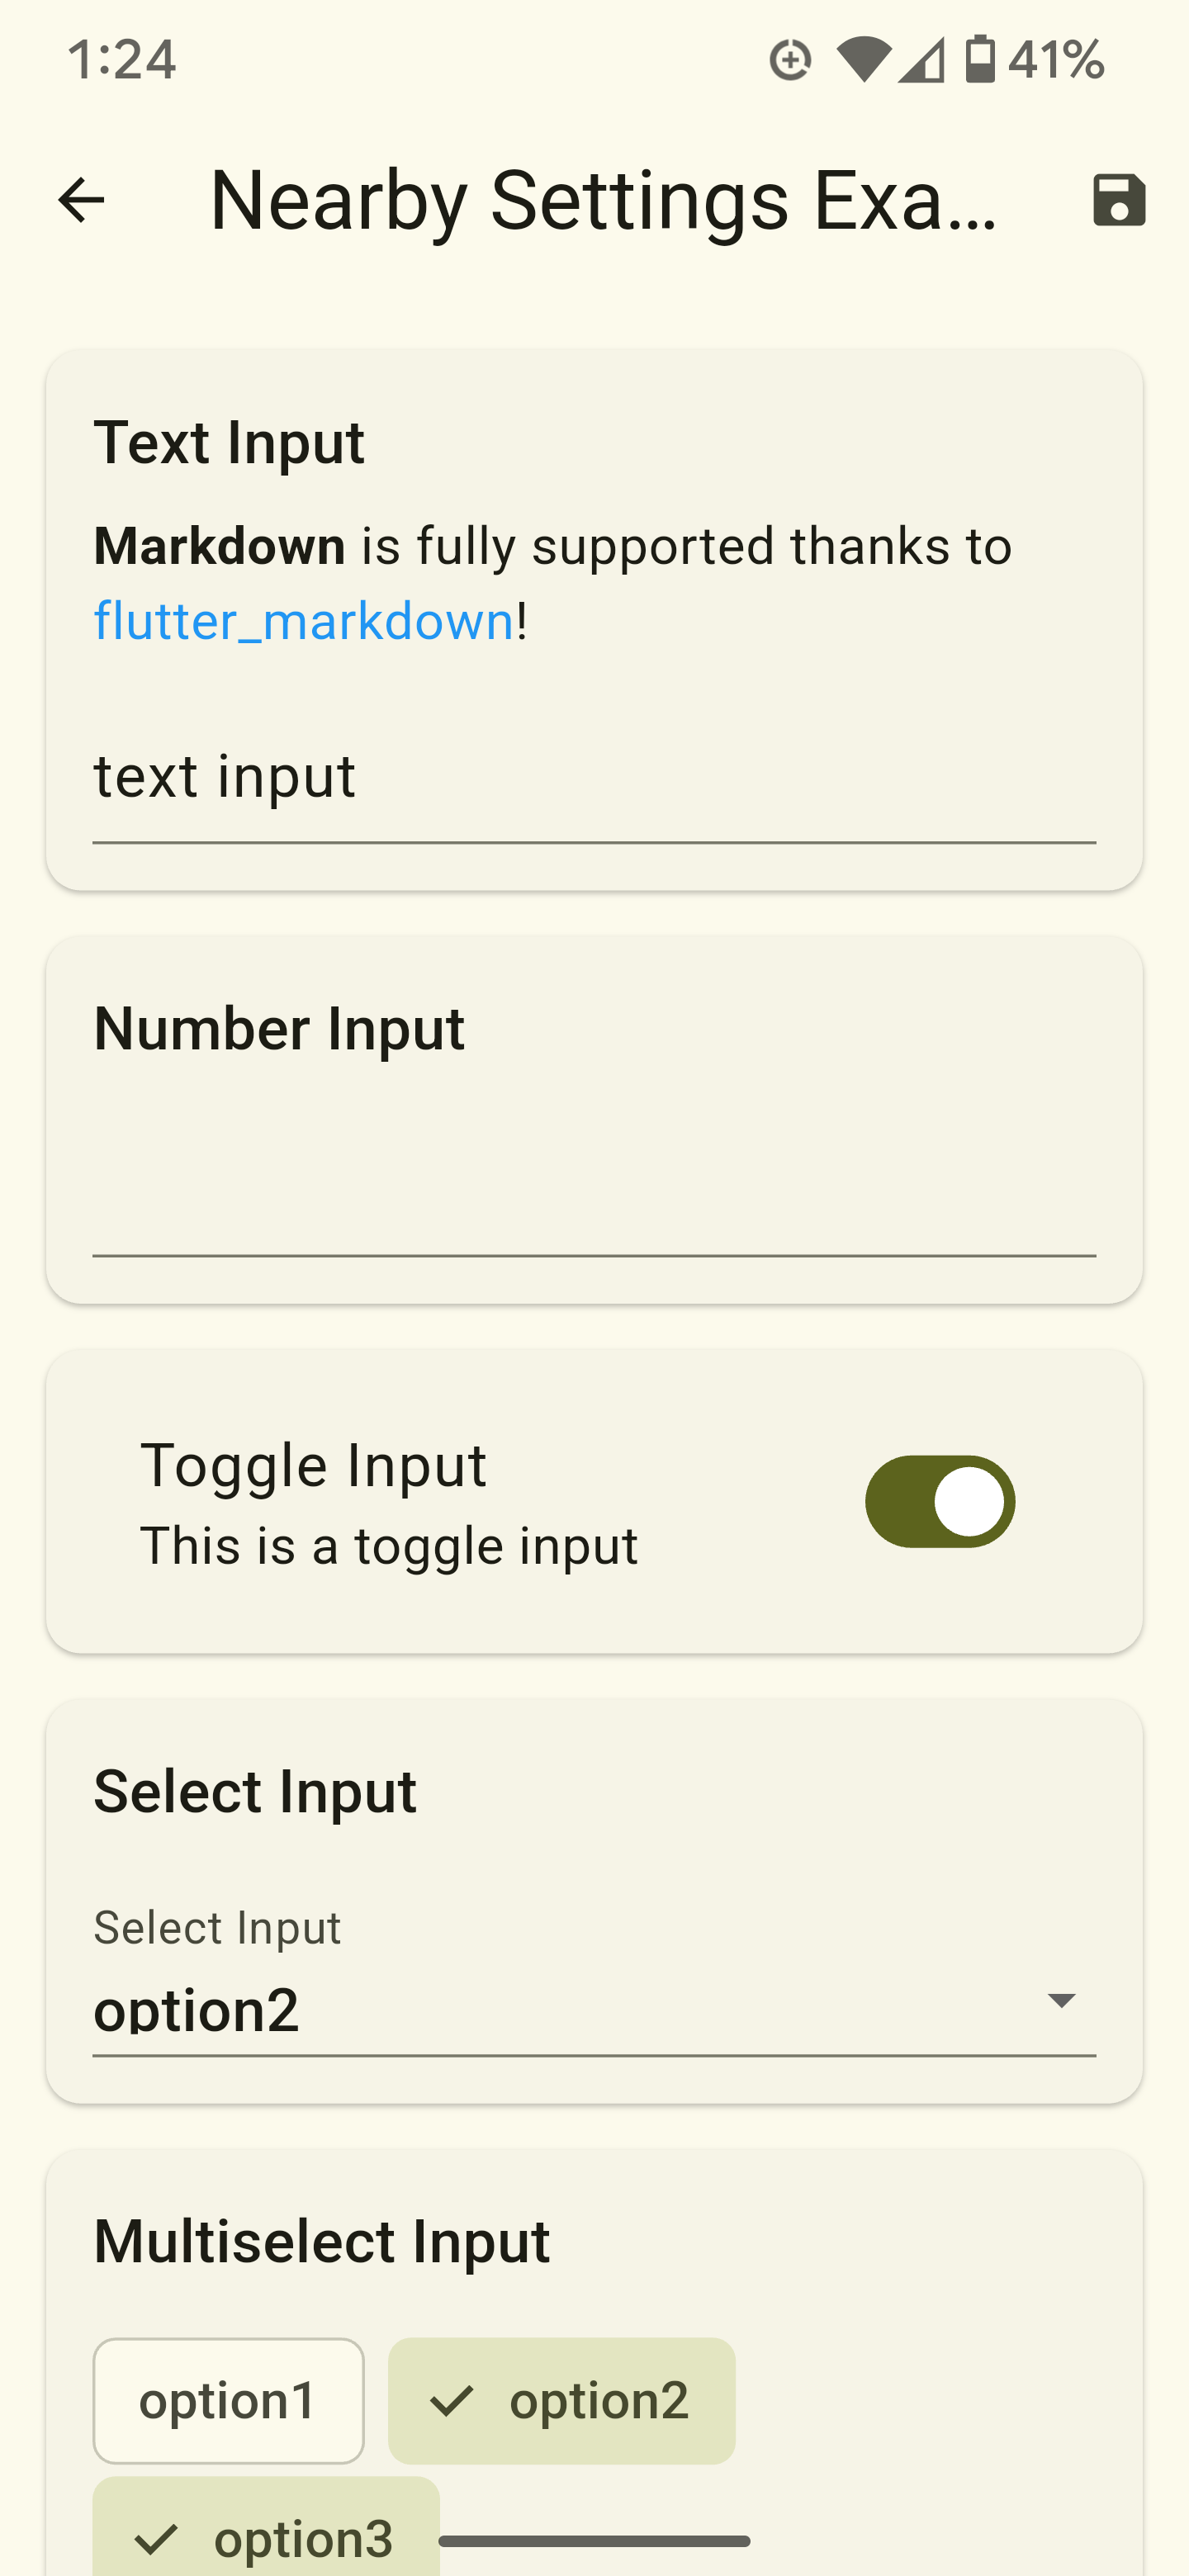 1:24
41%
Nearby Settings Exa...
Text Input
Markdown is fully supported thanks to
flutter_markdown!
text input
Number Input
Toggle Input
This is a toggle input
Select Input
Select Input
option2
Multiselect Input
option1
option2
option3